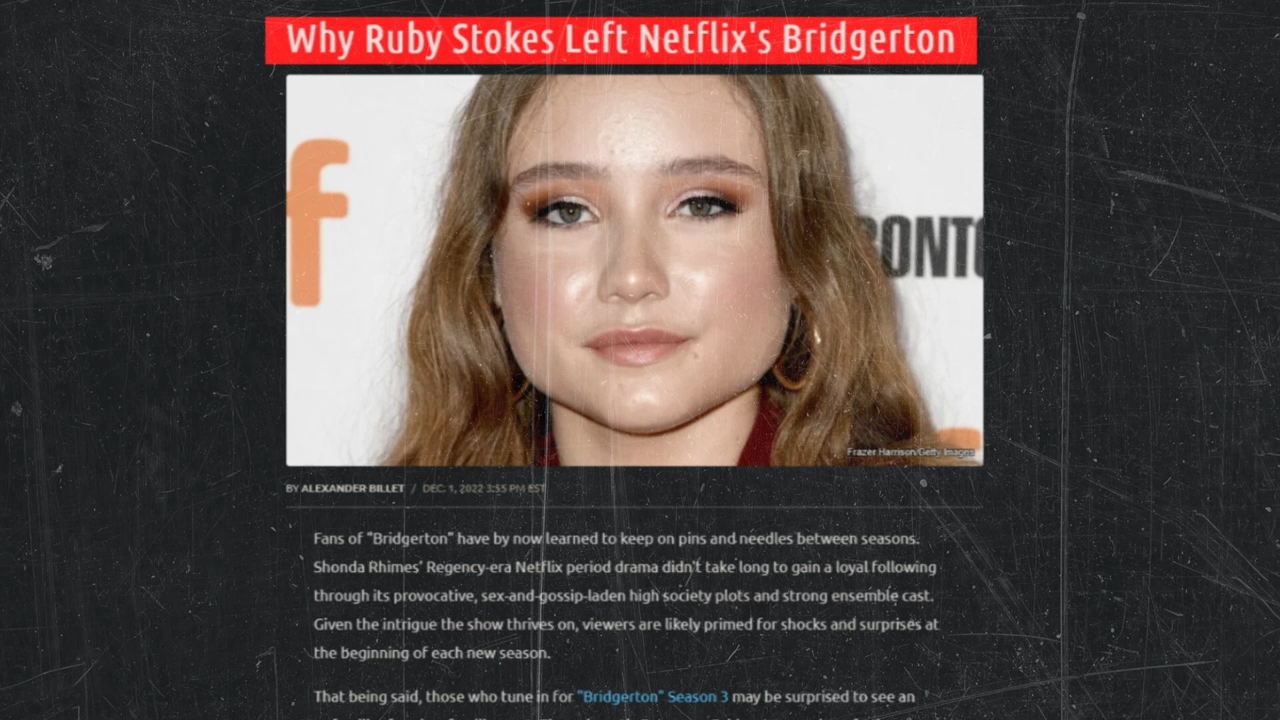 Why Ruby Stokes Left Netflix's Bridgerton
f
RONTO
Frazer Harrison/Getty Images
BY ALEXANDER BILLET / DEC. 1, 2022 3:55 PM EST
Fans of "Bridgerton" have by now learned to keep on pins and needles between seasons.
Shonda Rhimes' Regency-era Netflix period drama didn't take long to gain a loyal following
through its provocative, sex-and-gossip-laden high society plots and strong ensemble cast.
Given the intrigue the show thrives on, viewers are likely primed for shocks and surprises at
the beginning of each new season.
That being said, those who tune in for "Bridgerton" Season 3 may be surprised to see an